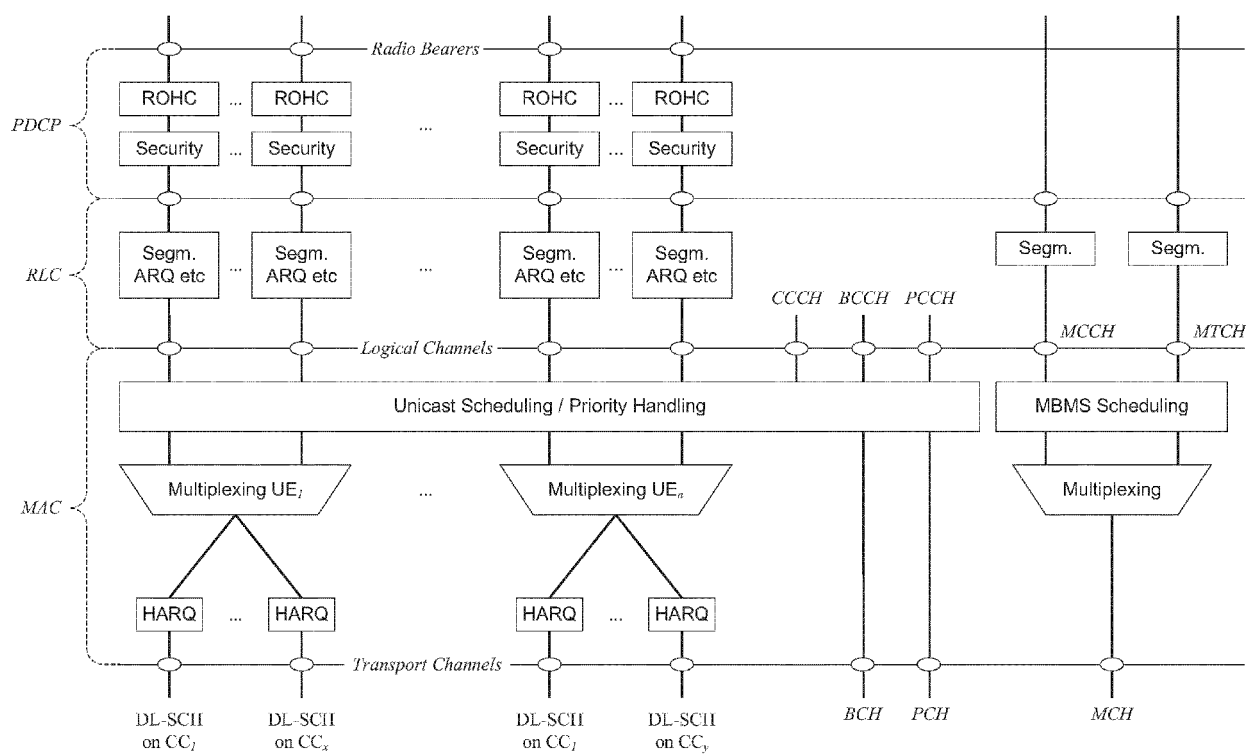 Radio Bearers
ROHC ... ROHC ROHC ... ROHC
PDCP ...
Security ... Security Security ... Security
Segm. Segm. Segm. Segm. Segm. Segm.
ARQ etc ... ARQ etc ... ARQ etc ... ARQ etc
RLC
CCCH BCCH PCCH
Logical Channels MCCH MTCH
Unicast Scheduling / Priority Handling MBMS Scheduling
Multiplexing UE1 ... Multiplexing UEn Multiplexing
MAC
HARQ ... HARQ HARQ ... HARQ
Transport Channels
DL-SCH DL-SCH DL-SCH DL-SCH BCH PCH MCH
on CC1 on CCx on CC1 on CCy